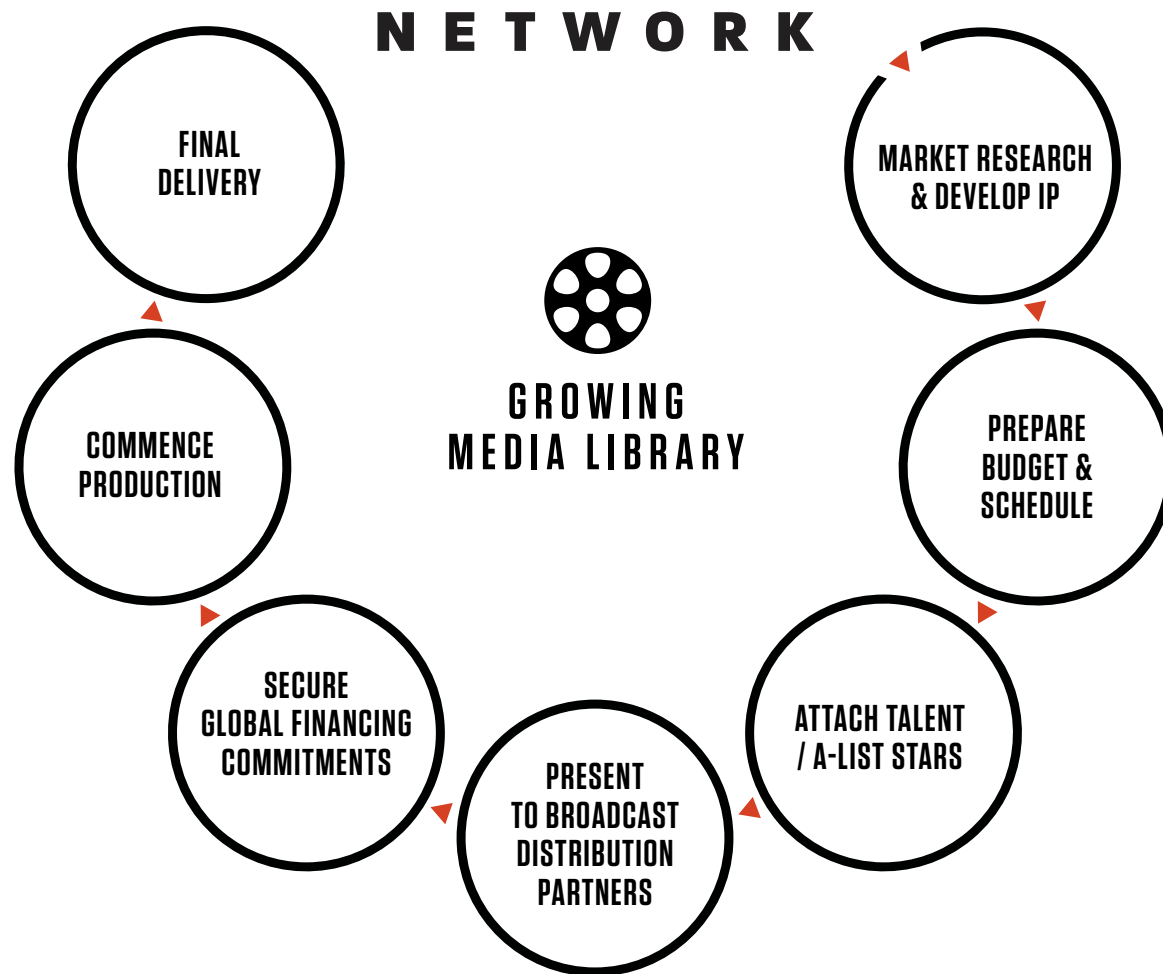 NETWORK
MARKET RESEARCH
& DEVELOP IP
PREPARE
BUDGET &
SCHEDULE
ATTACH TALENT
/ A-LIST STARS
PRESENT
TO BROADCAST
DISTRIBUTION
PARTNERS
SECURE
GLOBAL FINANCING
COMMITMENTS
COMMENCE
PRODUCTION
FINAL
DELIVERY
GROWING
MEDIA LIBRARY